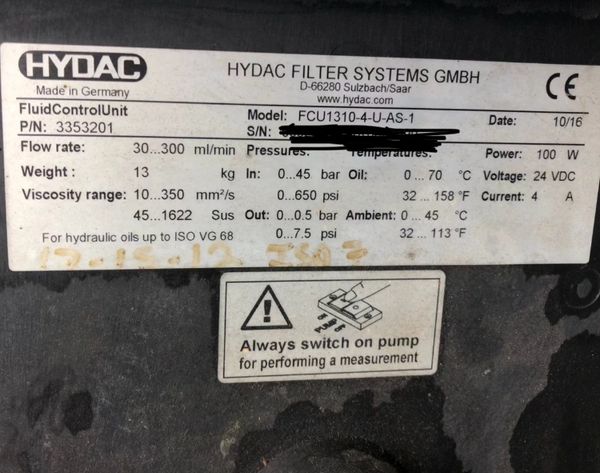 HYDAC
Made in Germany
HYDAC FILTER SYSTEMS GMBH
D-66280 Sulzbach/Saar
www.hydac.com
CE
FluidControlUnit
P/N: 3353201
Model: FCU1310-4-U-AS-1
S/N:
Date: 10/16
Flow rate: 30...300 ml/min Pressures: Temperatures: Power: 100 W
Weight : 13 kg In: 0...45 bar Oil: 0 ... 70 °C Voltage: 24 VDC
Viscosity range: 10...350 mm²/s 0...650 psi 32 ... 158 °F Current: 4 A
45...1622 Sus Out: 0...0.5 bar Ambient: 0 ... 45 °C
For hydraulic oils up to ISO VG 68 0...7.5 psi 32 ... 113 °F
Always switch on pump
for performing a measurement